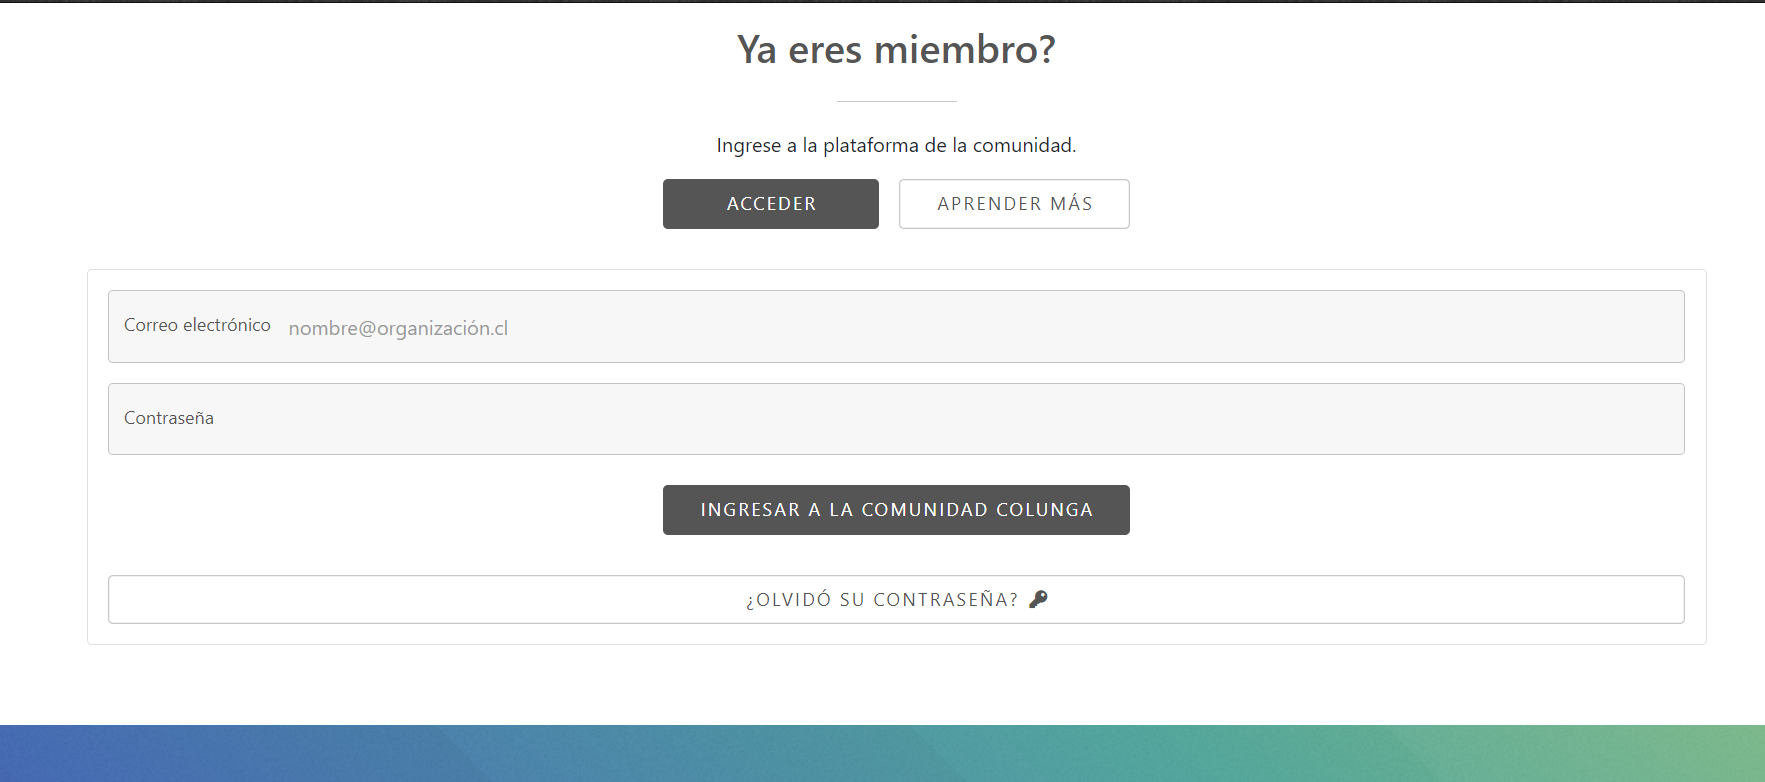 Ya eres miembro?
Ingrese a la plataforma de la comunidad.
ACCEDER APRENDER MÁS
Correo electrónico nombre@organización.cl
Contraseña
INGRESAR A LA COMUNIDAD COLUNGA
¿OLVIDÓ SU CONTRASEÑA?